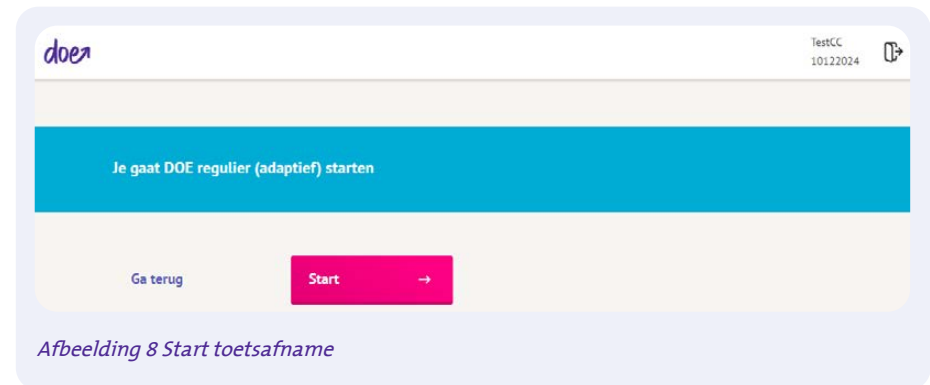 doe
TestCC
10122024
Je gaat DOE regulier (adaptief) starten
Ga terug
Start →
Afbeelding 8 Start toetsafname